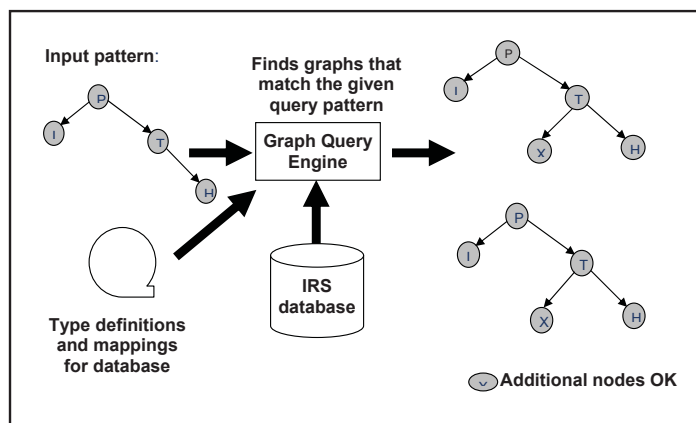 Input pattern:
P
I
T
H
Finds graphs that
match the given
query pattern
Graph Query
Engine
IRS
database
Type definitions
and mappings
for database
P
I
T
X
H
P
I
T
X
H
Additional nodes OK